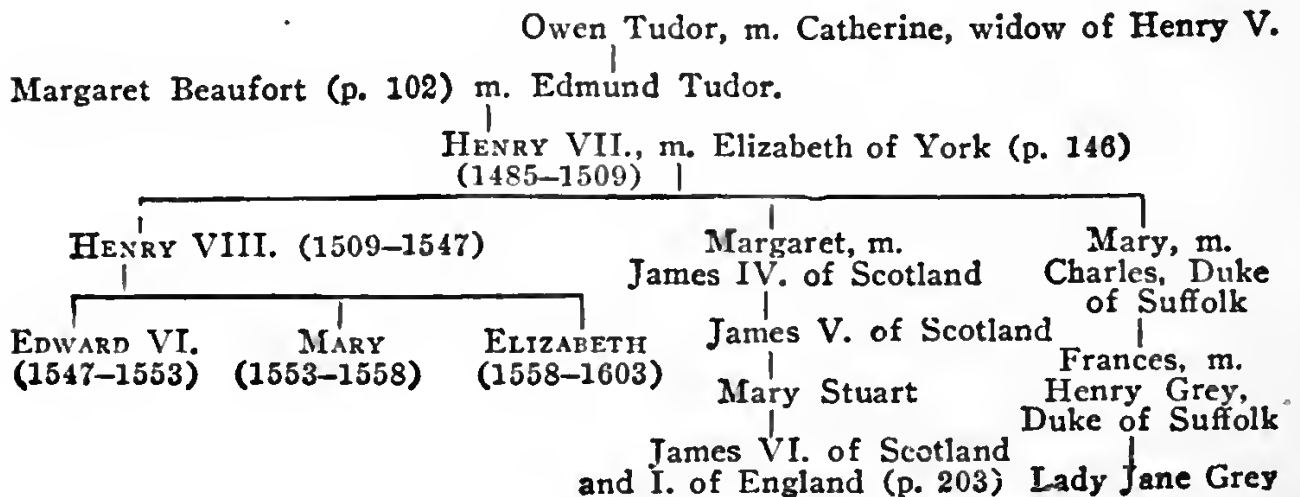 Owen Tudor, m. Catherine, widow of Henry V.
Margaret Beaufort (p. 102) m. Edmund Tudor.
HENRY VII., m. Elizabeth of York (p. 146)
(1485–1509)
HENRY VIII. (1509–1547)
EDWARD VI.
(1547–1553)
MARY
(1553–1558)
ELIZABETH
(1558–1603)
Margaret, m.
James IV. of Scotland
James V. of Scotland
Mary Stuart
James VI. of Scotland
and I. of England (p. 203)
Mary, m.
Charles, Duke
of Suffolk
Frances, m.
Henry Grey,
Duke of Suffolk
Lady Jane Grey